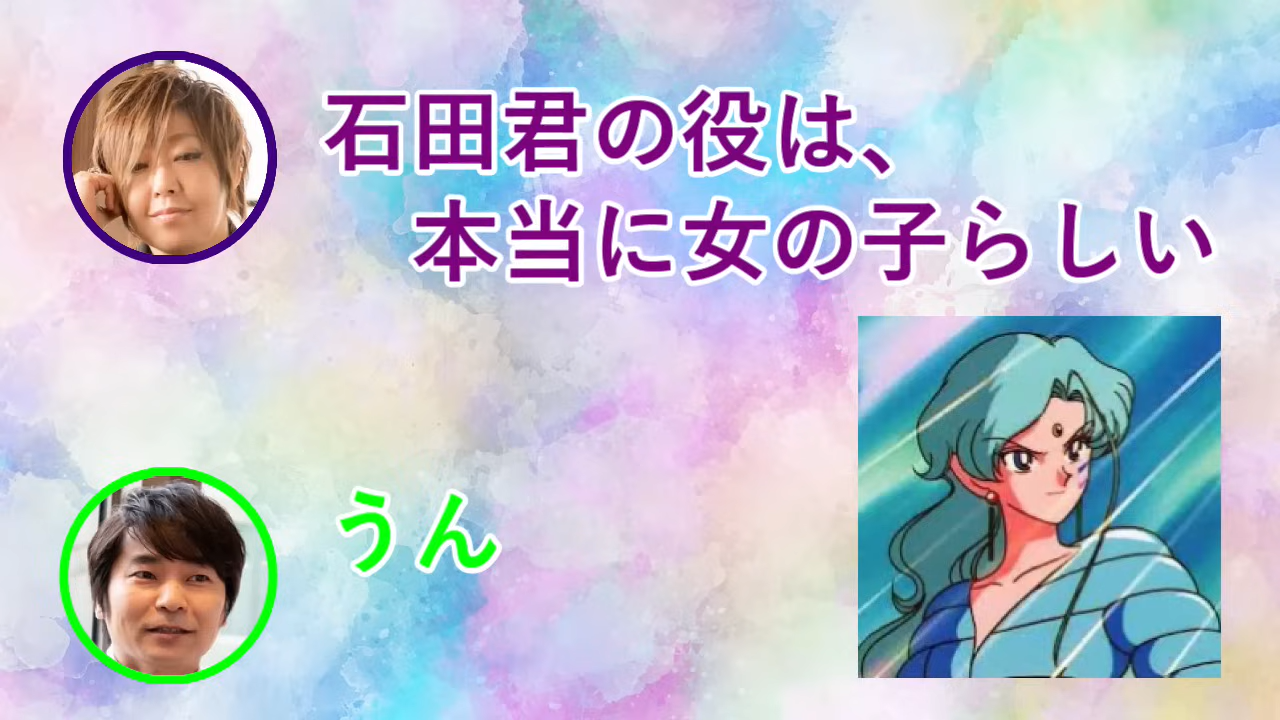 石田君の役は、
本当に女の子らしい
うん